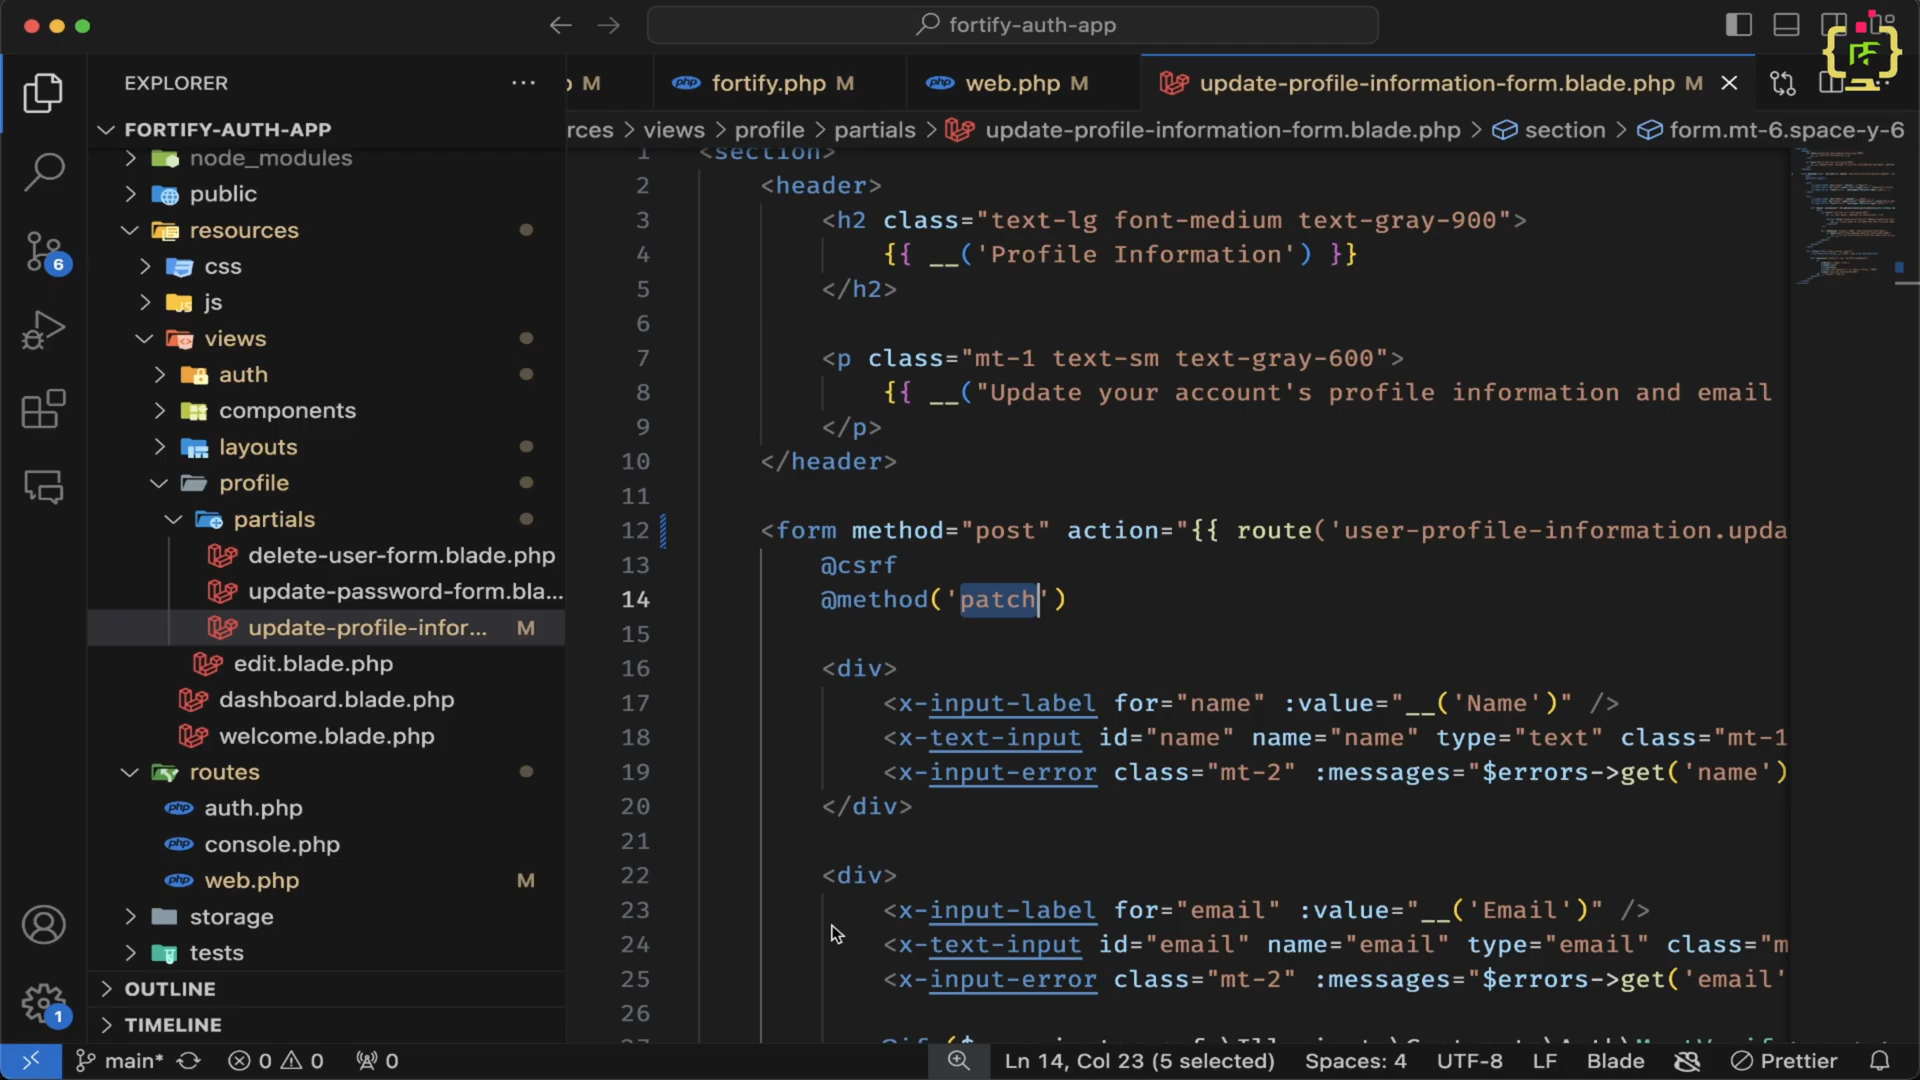 fortify-auth-app
EXPLORER
FORTIFY-AUTH-APP
node_modules
public
resources
css
js
views
auth
components
layouts
profile
partials
delete-user-form.blade.php
update-password-form.bla...
update-profile-infor... M
edit.blade.php
dashboard.blade.php
welcome.blade.php
routes
auth.php
console.php
web.php M
storage
tests
OUTLINE
TIMELINE
6
1
M
php fortify.php M
php web.php M
update-profile-information-form.blade.php M
rces > views > profile > partials > update-profile-information-form.blade.php > section > form.mt-6.space-y-6
1 <section>
2 <header>
3 <h2 class="text-lg font-medium text-gray-900">
4 {{ __('Profile Information') }}
5 </h2>
6
7 <p class="mt-1 text-sm text-gray-600">
8 {{ __("Update your account's profile information and email
9 </p>
10 </header>
11
12 <form method="post" action="{{ route('user-profile-information.upda
13 @csrf
14 @method('patch')
15
16 <div>
17 <x-input-label for="name" :value="__('Name')" />
18 <x-text-input id="name" name="name" type="text" class="mt-1
19 <x-input-error class="mt-2" :messages="$errors->get('name')
20 </div>
21
22 <div>
23 <x-input-label for="email" :value="__('Email')" />
24 <x-text-input id="email" name="email" type="email" class="m
25 <x-input-error class="mt-2" :messages="$errors->get('email'
26
main* 0 0 0
Ln 14, Col 23 (5 selected) Spaces: 4 UTF-8 LF Blade Prettier